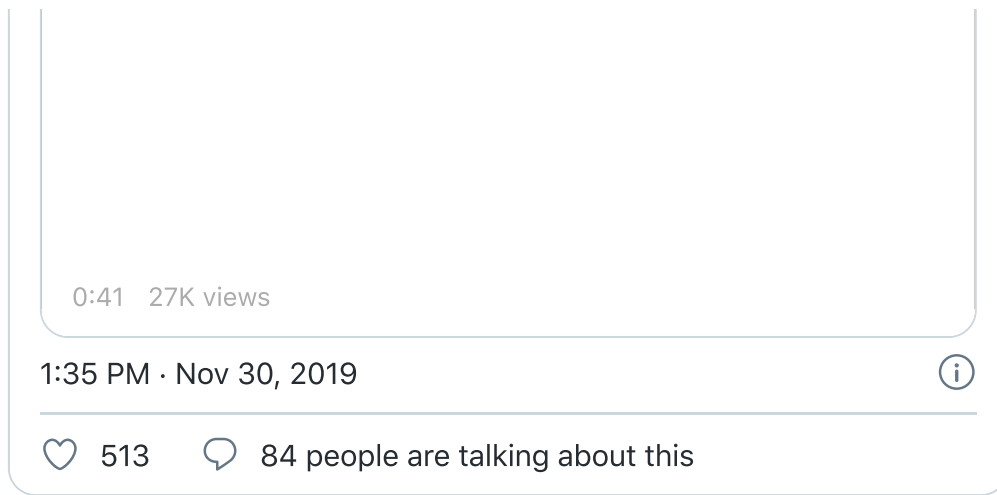 0:41 27K views
1:35 PM · Nov 30, 2019
513 84 people are talking about this